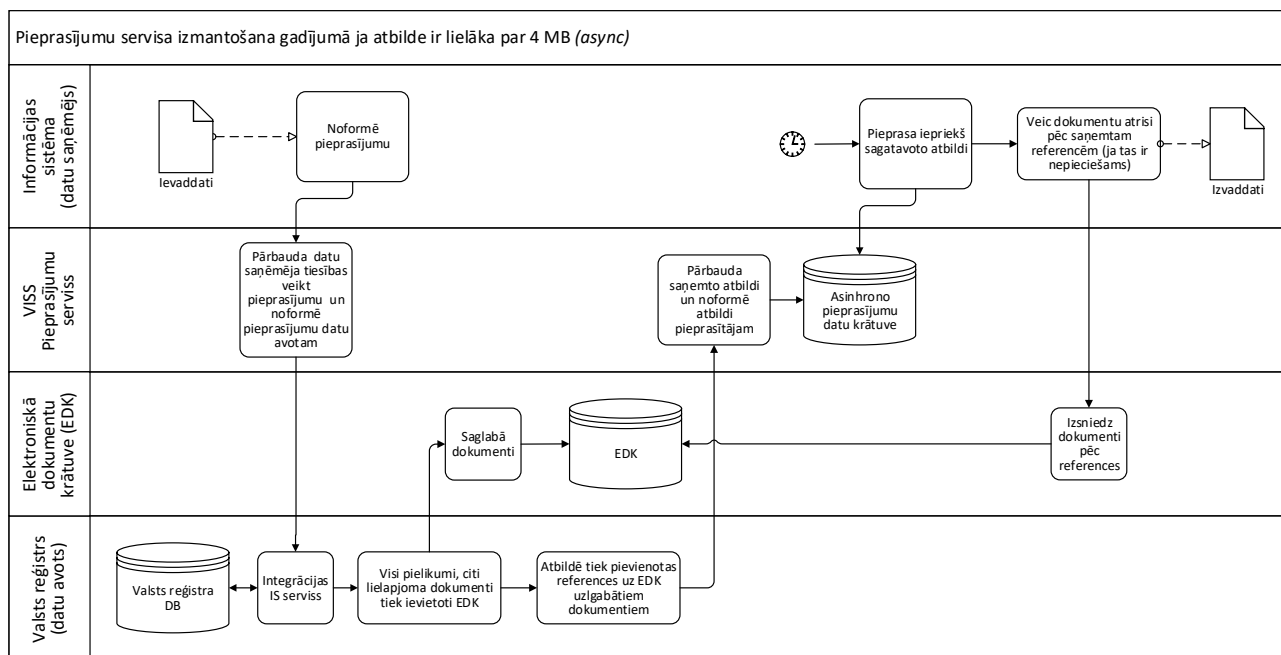 Pieprasījumu servisa izmantošana gadījumā ja atbilde ir lielāka par 4 MB (async)
Informācijas
sistēma
(datu saņēmējs)
Ievaddati
Noformē
pieprasījumu
Pieprasa iepriekš
sagatavoto atbildi
Veic dokumentu atrisi
pēc saņemtam
referencēm (ja tas ir
nepieciešams)
Izvaddati
VISS
Pieprasījumu
serviss
Pārbauda datu
saņēmēja tiesības
veikt
pieprasījumu un
noformē
pieprasījumu datu
avotam
Pārbauda
saņemto atbildi
un noformē
atbildi
pieprasītājam
Asinhrono
pieprasījumu
datu krātuve
Elektroniskā
dokumentu
krātuve (EDK)
Saglabā
dokumenti
EDK
Izsniedz
dokumenti
pēc
references
Valsts reģistrs
(datu avots)
Valsts reģistra
DB
Integrācijas
IS serviss
Visi pielikumi, citi
lielapjoma dokumenti
tiek ievietoti EDK
Atbildē tiek pievienotas
references uz EDK
uzlgabātiem
dokumentiem